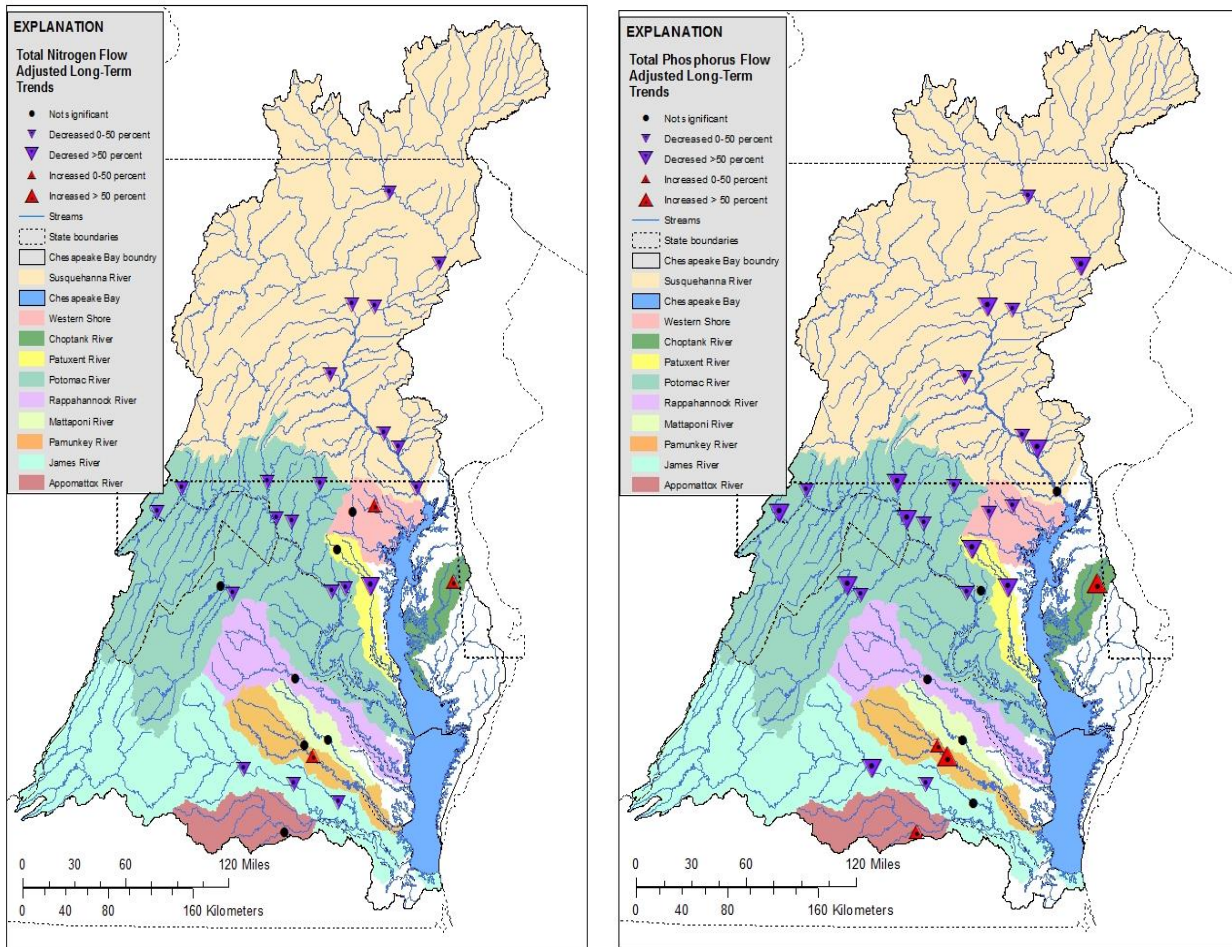 EXPLANATION
Total Nitrogen Flow
Adjusted Long-Term
Trends
Not significant
Decreased 0-50 percent
Decresed >50 percent
Increased 0-50 percent
Increased > 50 percent
Streams
State boundaries
Chesapeake Bay boundry
Susquehanna River
Chesapeake Bay
Western Shore
Choptank River
Patuxent River
Potomac River
Rappahannock River
Mattaponi River
Pamunkey River
James River
Appomattox River
0 30 60 120 Miles
0 40 80 160 Kilometers
EXPLANATION
Total Phosphorus Flow
Adjusted Long-Term
Trends
Not significant
Decreased 0-50 percent
Decresed >50 percent
Increased 0-50 percent
Increased > 50 percent
Streams
State boundaries
Chesapeake Bay boundry
Susquehanna River
Chesapeake Bay
Western Shore
Choptank River
Patuxent River
Potomac River
Rappahannock River
Mattaponi River
Pamunkey River
James River
Appomattox River
0 30 60 120 Miles
0 40 80 160 Kilometers